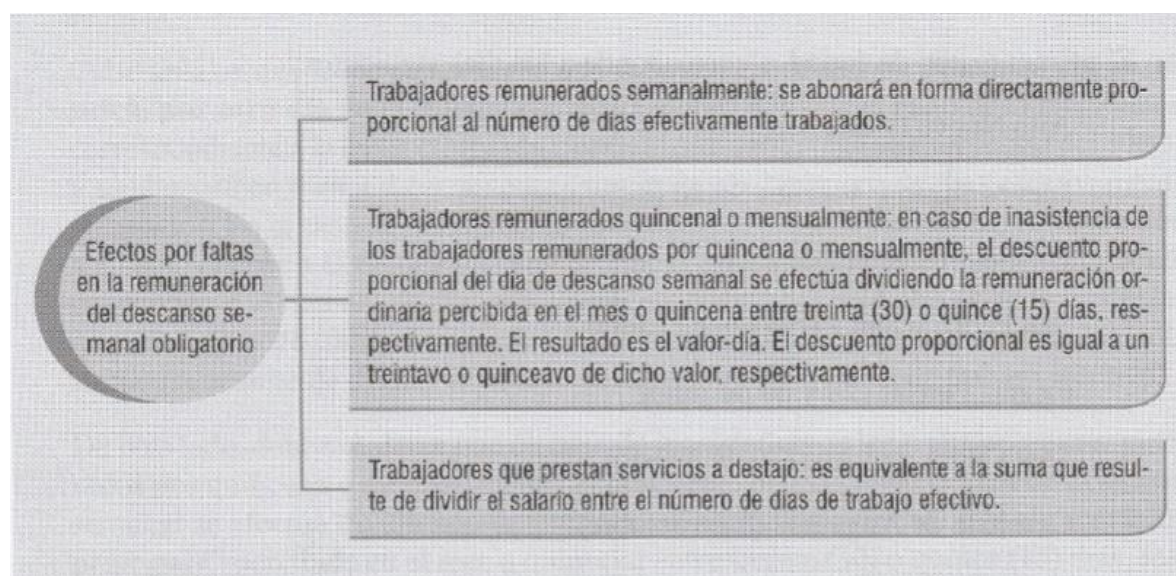 Efectos por faltas
en la remuneración
del descanso se-
manal obligatorio
Trabajadores remunerados semanalmente: se abonará en forma directamente pro-
porcional al número de días efectivamente trabajados.
Trabajadores remunerados quincenal o mensualmente: en caso de inasistencia de
los trabajadores remunerados por quincena o mensualmente, el descuento pro-
porcional del día de descanso semanal se efectúa dividiendo la remuneración or-
dinaria percibida en el mes o quincena entre treinta (30) o quince (15) días, res-
pectivamente. El resultado es el valor-día. El descuento proporcional es igual a un
treintavo o quinceavo de dicho valor, respectivamente.
Trabajadores que prestan servicios a destajo: es equivalente a la suma que resul-
te de dividir el salario entre el número de días de trabajo efectivo.